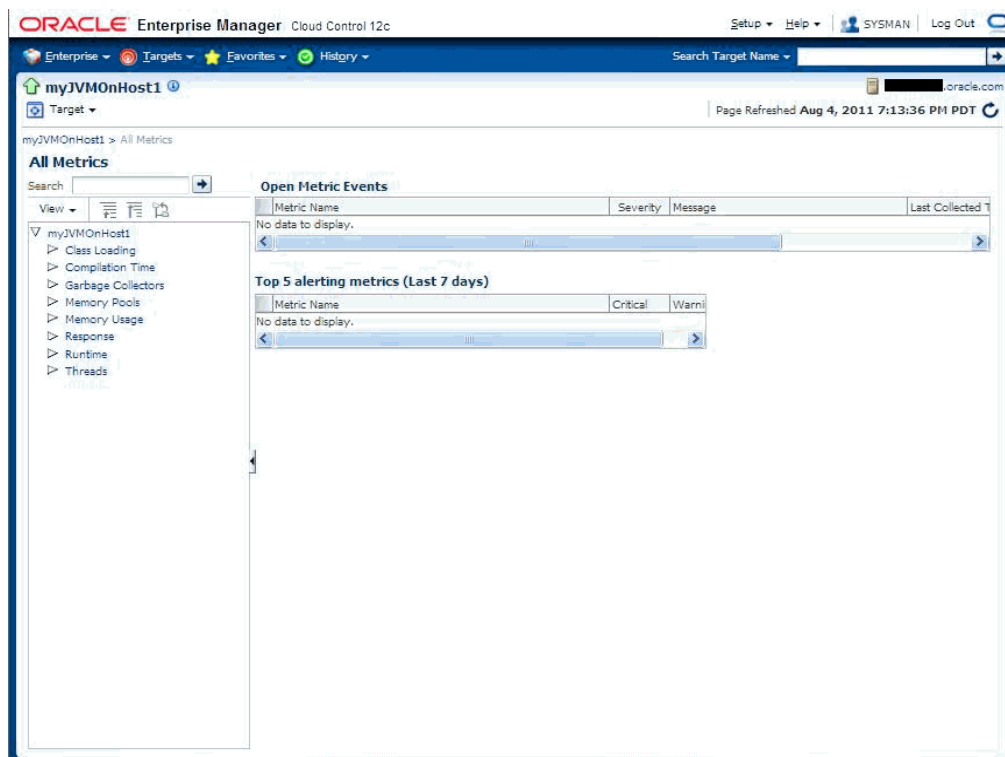 ORACLE Enterprise Manager Cloud Control 12c
Setup Help SYSMAN Log Out
Enterprise Targets Favorites History Search Target Name
myJVMOnHost1 .oracle.com
Target Page Refreshed Aug 4, 2011 7:13:36 PM PDT
myJVMOnHost1 > All Metrics
All Metrics
Search
View
myJVMOnHost1
Class Loading
Compilation Time
Garbage Collectors
Memory Pools
Memory Usage
Response
Runtime
Threads
Open Metric Events
Metric Name Severity Message Last Collected T
No data to display.
Top 5 alerting metrics (Last 7 days)
Metric Name Critical Warni
No data to display.